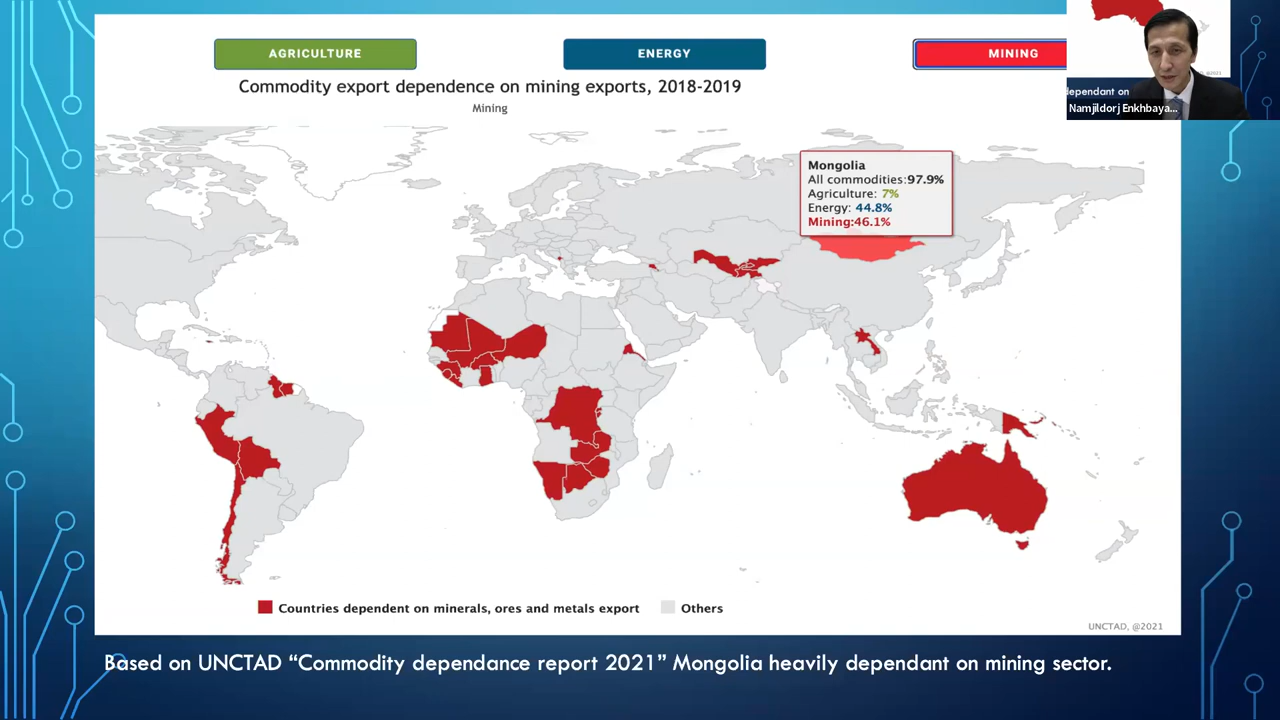 AGRICULTURE
ENERGY
MINING
Commodity export dependence on mining exports, 2018-2019
Mining
dependant on
Namjildorj Enkhbaya...
Mongolia
All commodities:97.9%
Agriculture: 7%
Energy: 44.8%
Mining:46.1%
Countries dependent on minerals, ores and metals export
Others
UNCTAD, @2021
Based on UNCTAD “Commodity dependance report 2021” Mongolia heavily dependant on mining sector.